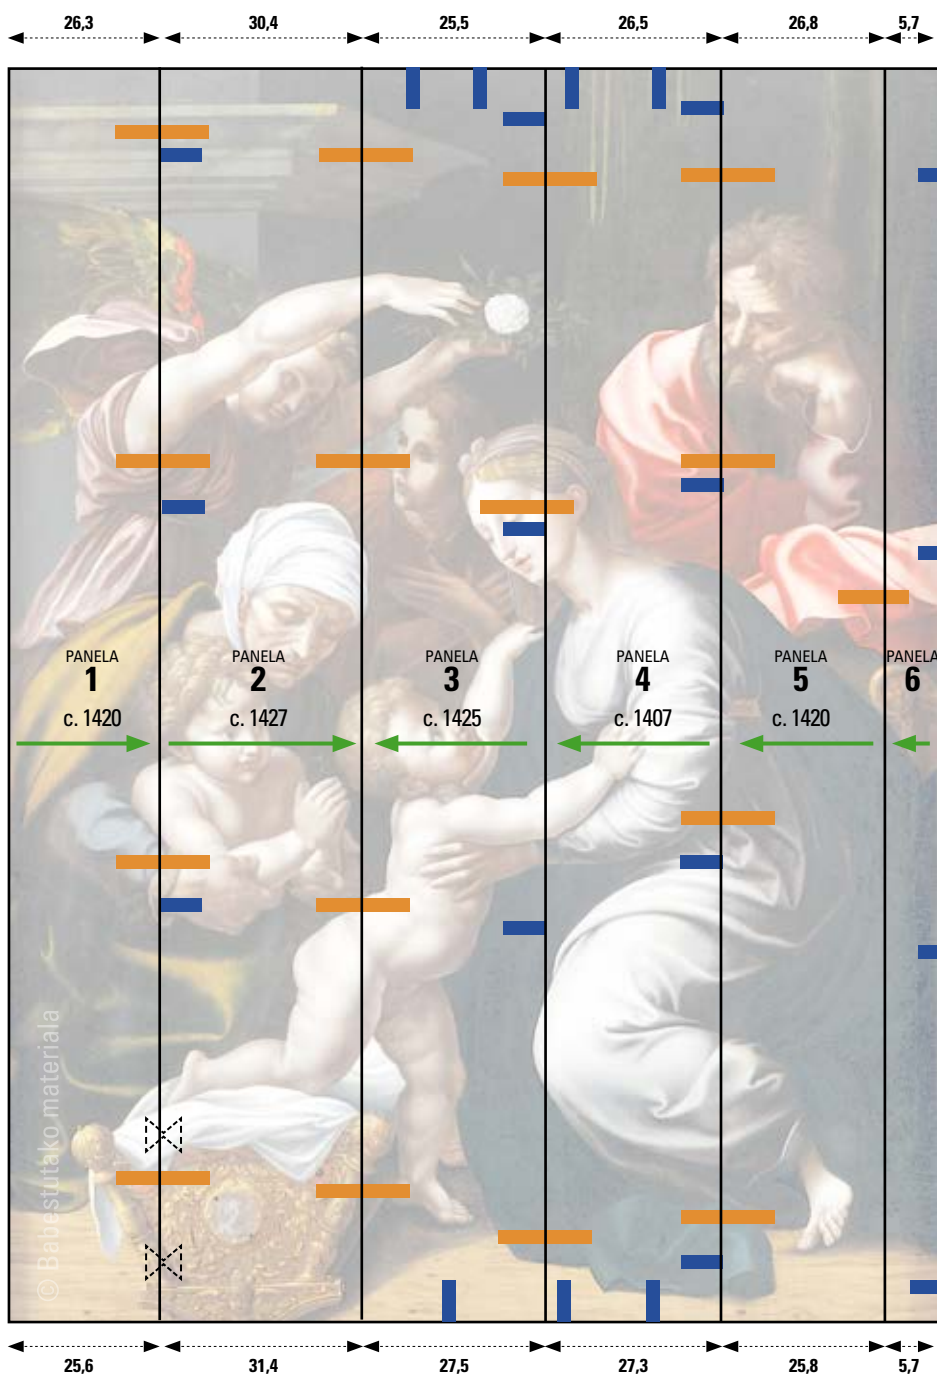 26,3 30,4 25,5 26,5 26,8 5,7
PANELA PANELA PANELA PANELA PANELA PANELA
1 2 3 4 5 6
c. 1420 c. 1427 c. 1425 c. 1407 c. 1420
© Babestutako materiala
25,6 31,4 27,5 27,3 25,8 5,7